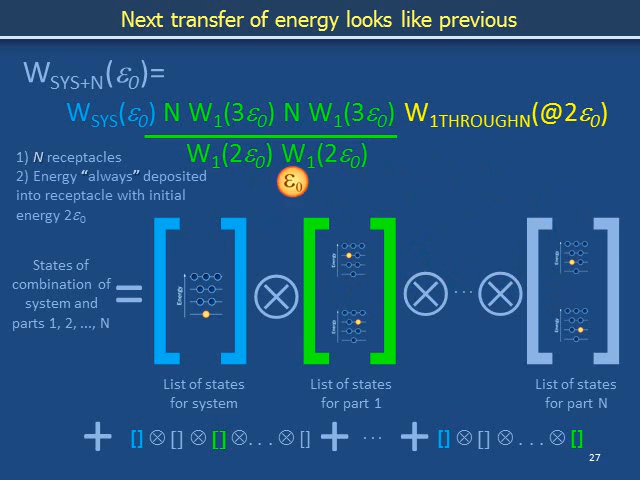 Next transfer of energy looks like previous
W_SYS+N(ε₀)=
W_SYS(ε₀) N W₁(3ε₀) N W₁(3ε₀) W_1THROUGHN(@2ε₀)
W₁(2ε₀) W₁(2ε₀)
1) N receptacles
2) Energy “always” deposited
into receptacle with initial
energy 2ε₀
ε₀
States of
combination of
system and
parts 1, 2, ..., N
= [ Energy ] ⊗ [ Energy Energy ] ⊗ ··· ⊗ [ Energy Energy ]
List of states
for system
List of states
for part 1
List of states
for part N
+ [] ⊗ [] ⊗ [] ⊗. . . ⊗ [] + ··· + [] ⊗ [] ⊗ . . . ⊗ []
27